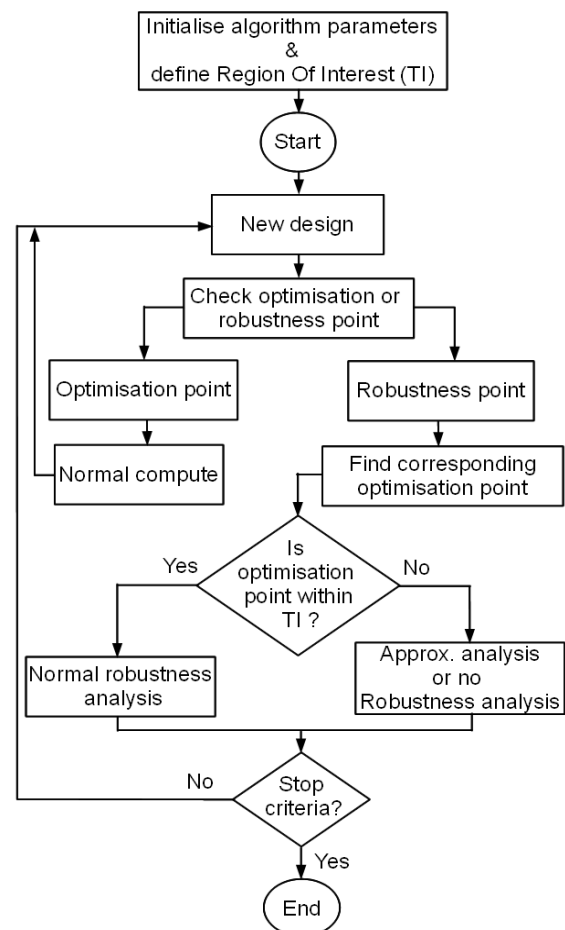 Initialise algorithm parameters
&
define Region Of Interest (TI)
Start
New design
Check optimisation or
robustness point
Optimisation point
Robustness point
Normal compute
Find corresponding
optimisation point
Is
optimisation
point within
TI ?
Yes
No
Normal robustness
analysis
Approx. analysis
or no
Robustness analysis
No
Stop
criteria?
Yes
End